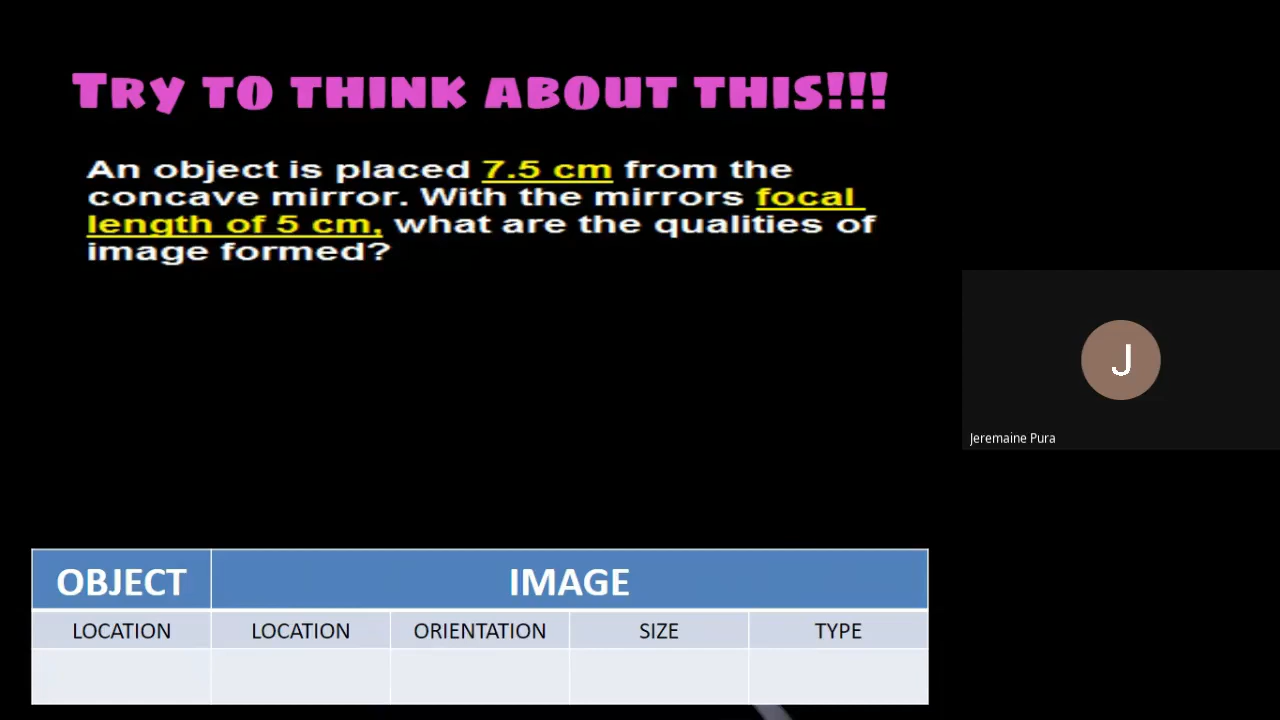 Try to think about this!!!
An object is placed 7.5 cm from the
concave mirror. With the mirrors focal
length of 5 cm, what are the qualities of
image formed?
J
Jeremaine Pura
OBJECT IMAGE
LOCATION LOCATION ORIENTATION SIZE TYPE